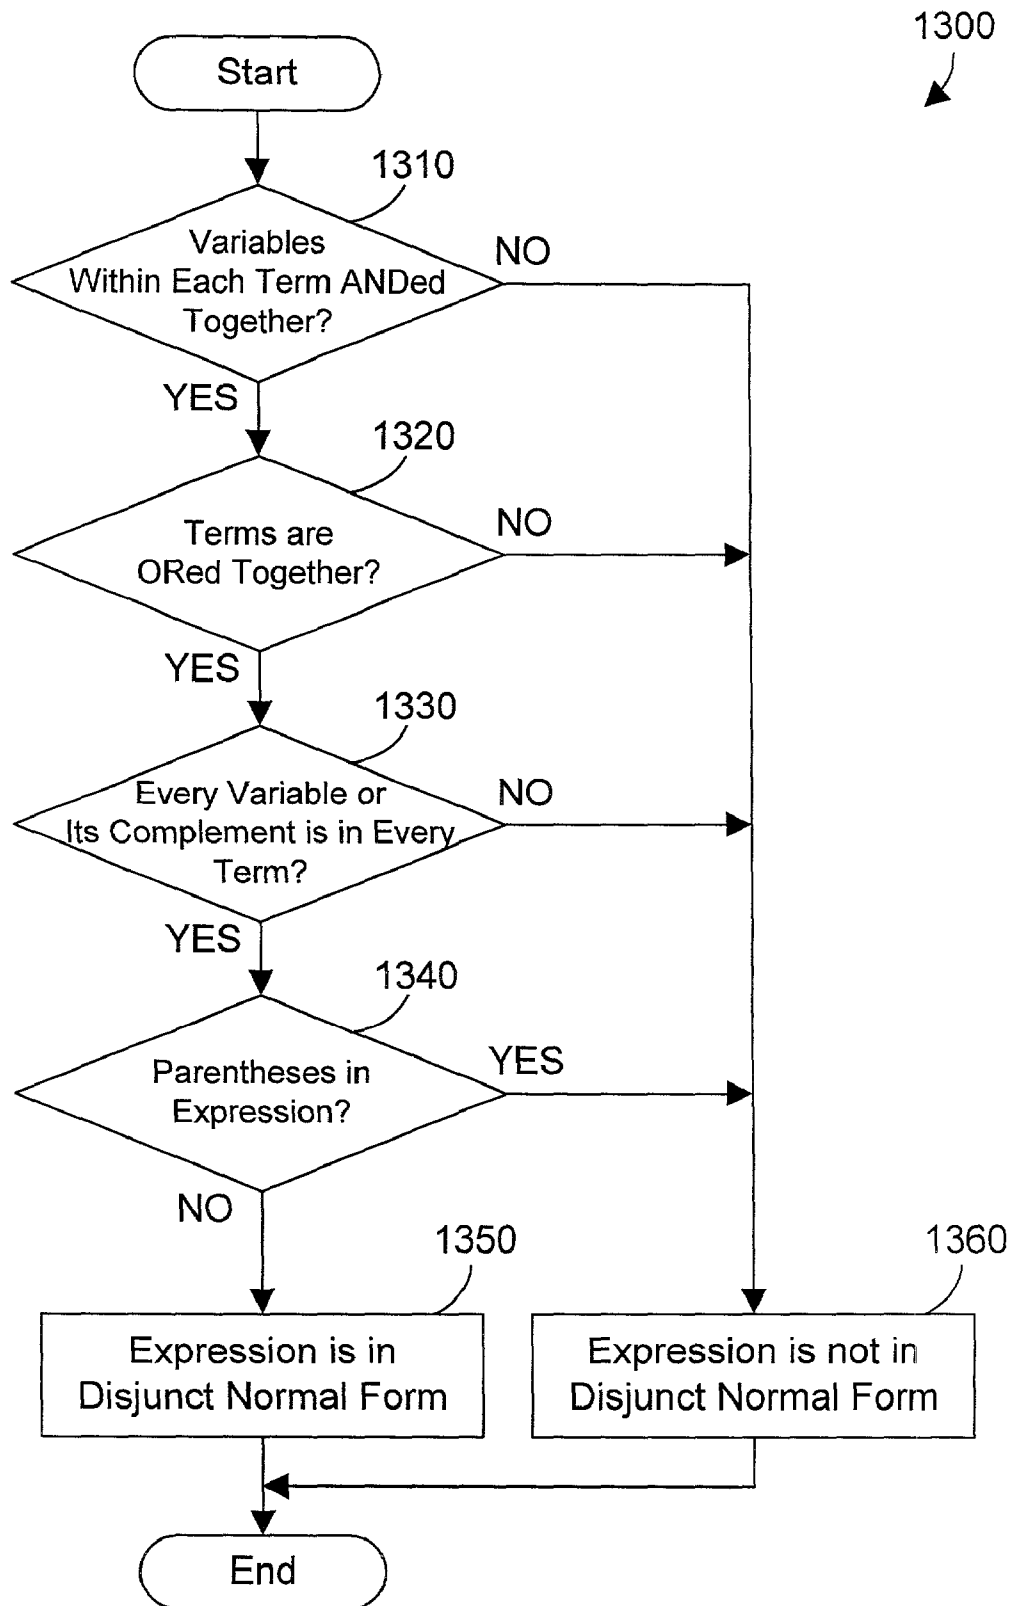 1300
Start
1310
Variables
Within Each Term ANDed
Together?
NO
YES
1320
Terms are
ORed Together?
NO
YES
1330
Every Variable or
Its Complement is in Every
Term?
NO
YES
1340
Parentheses in
Expression?
YES
NO
1350
Expression is in
Disjunct Normal Form
1360
Expression is not in
Disjunct Normal Form
End